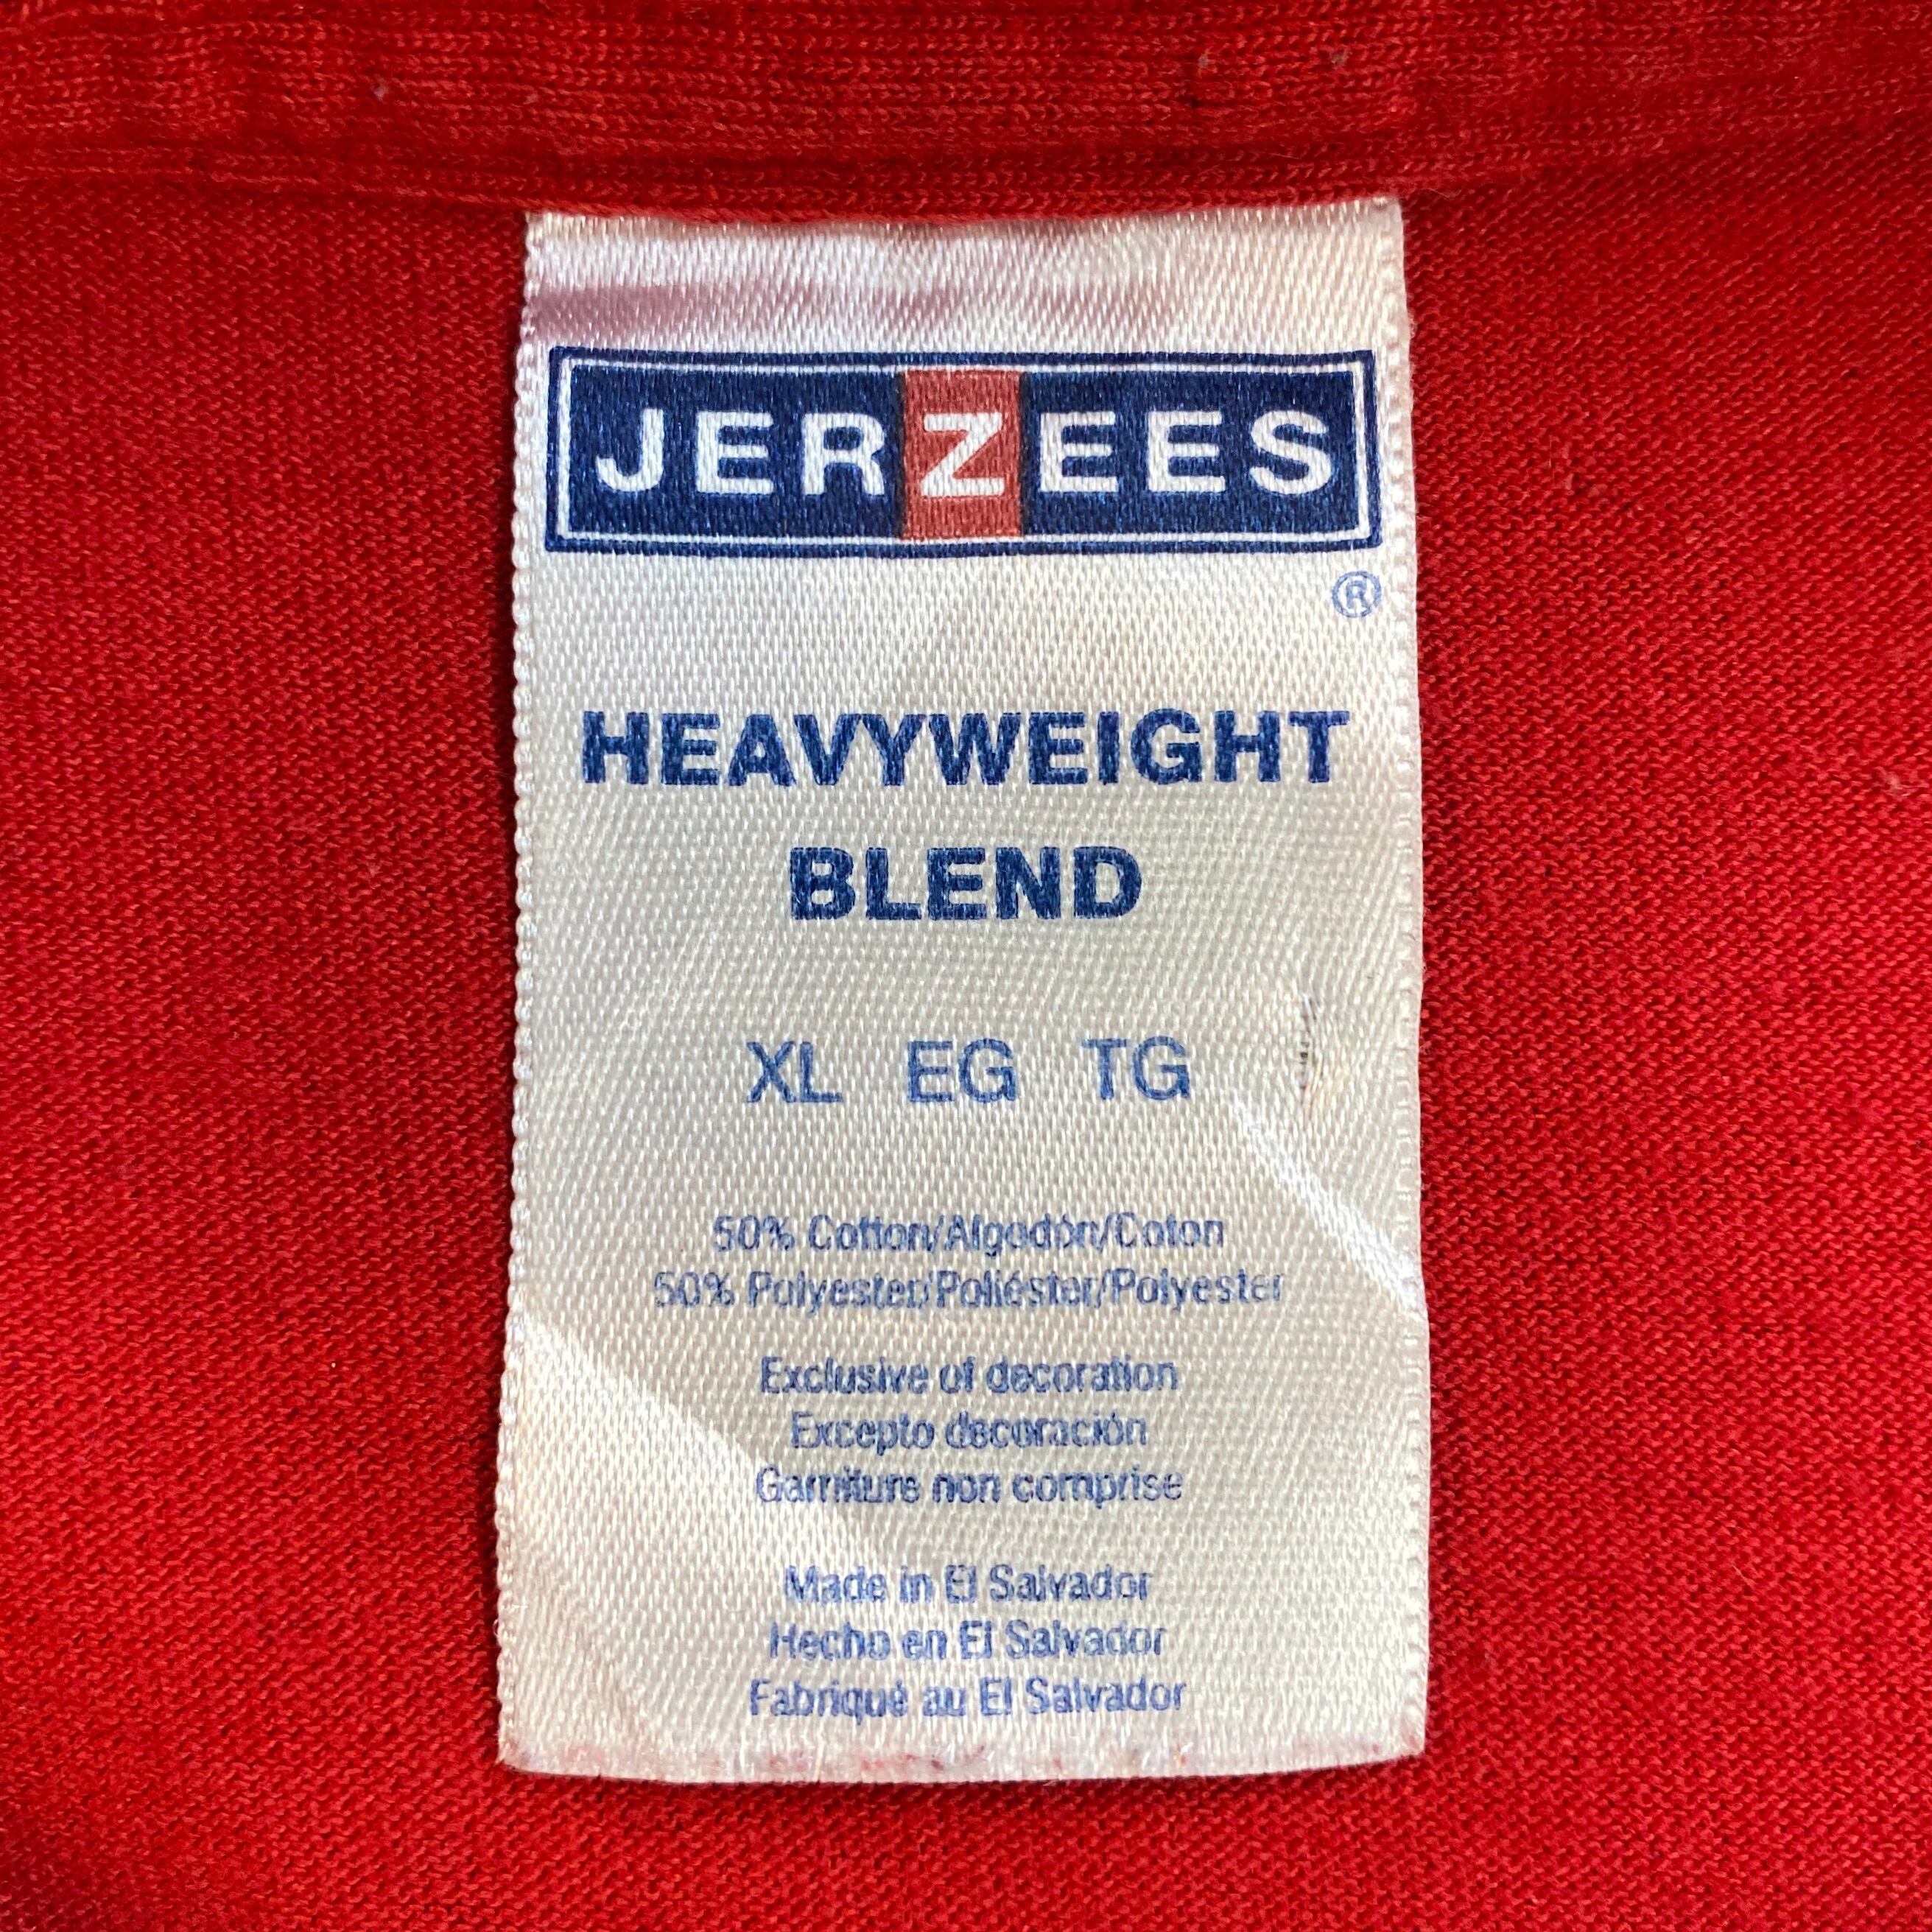 JERZEES
®
HEAVYWEIGHT
BLEND
XL EG TG
50% Cotton/Algodón/Coton
50% Polyester/Poliéster/Polyester
Exclusive of decoration
Excepto decoración
Garniture non comprise
Made in El Salvador
Hecho en El Salvador
Fabriqué au El Salvador